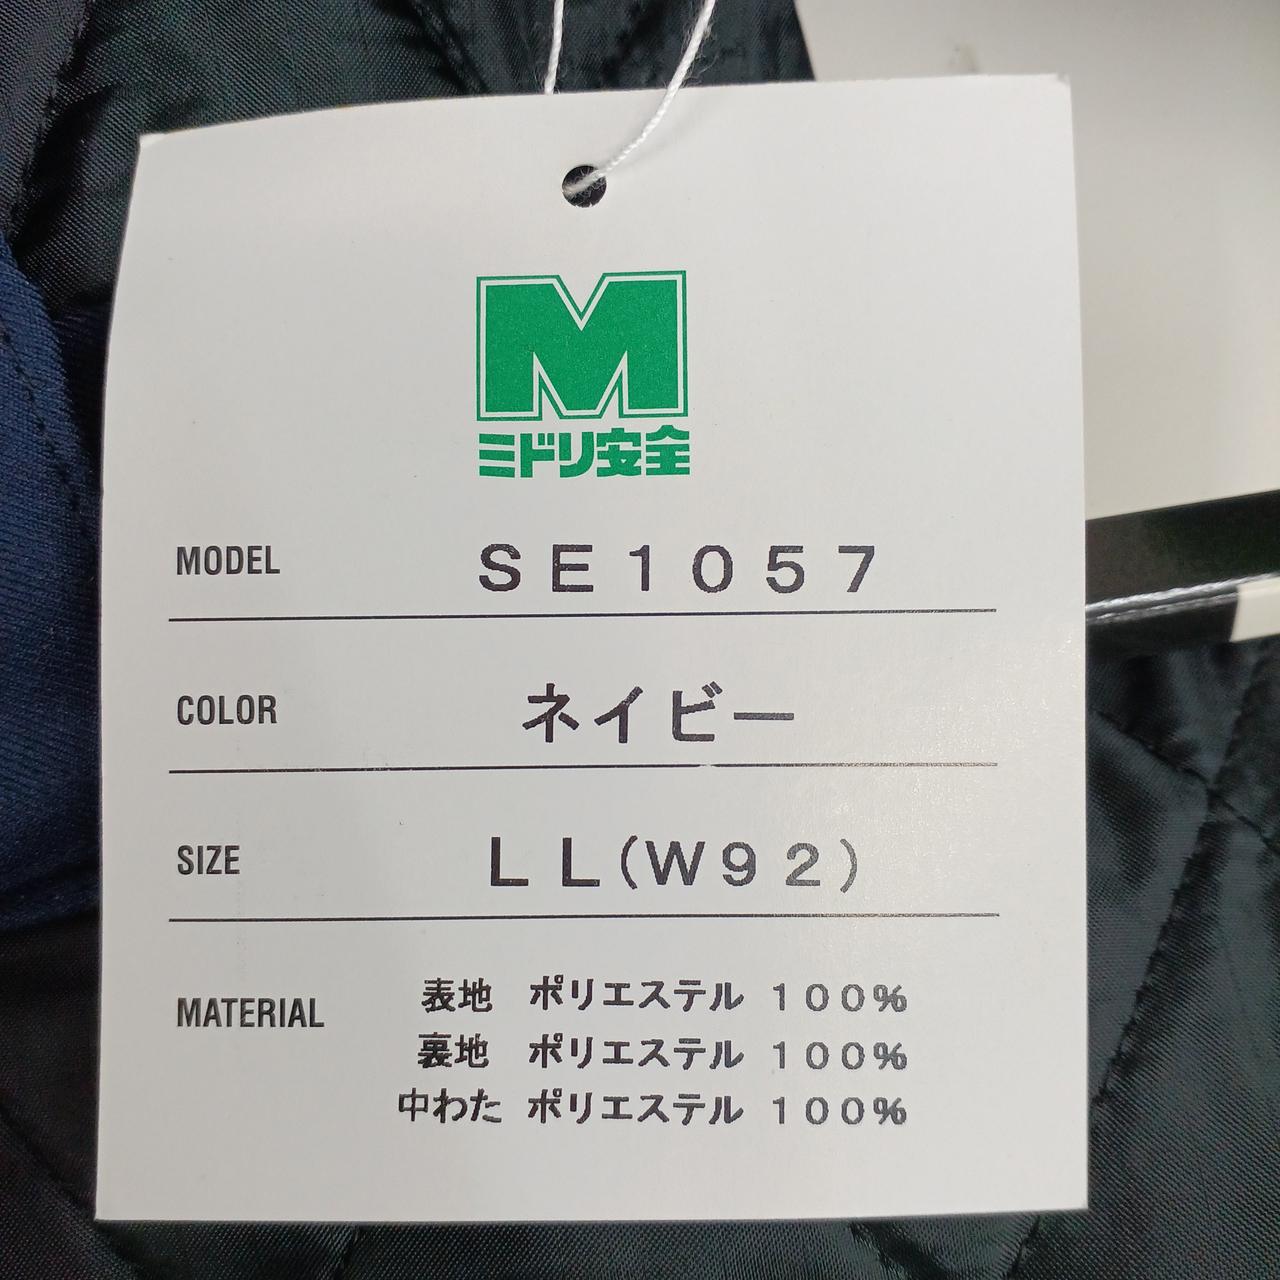 M
ミドリ安全
MODEL ＳＥ１０５７
COLOR ネイビー
SIZE ＬＬ(Ｗ９２)
MATERIAL 表地 ポリエステル １００％
裏地 ポリエステル １００％
中わた ポリエステル １００％